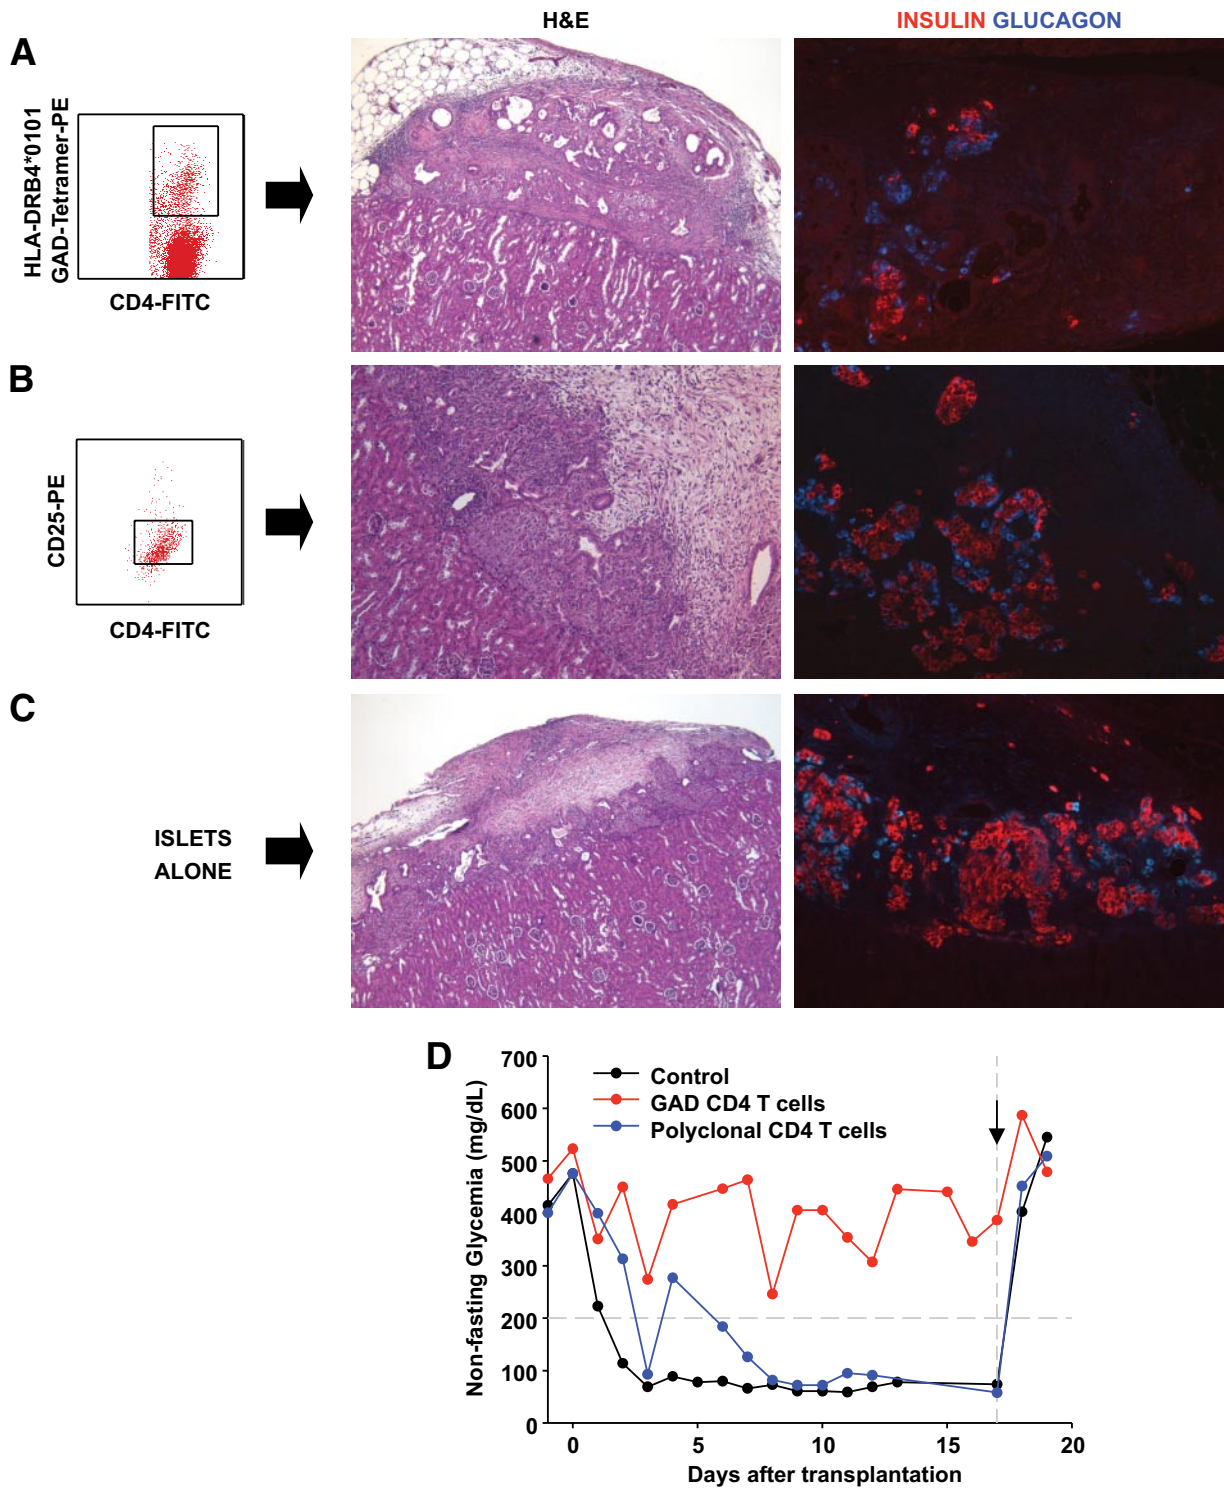 H&E
INSULIN GLUCAGON
A
HLA-DRB4*0101
GAD-Tetramer-PE
CD4-FITC
B
CD25-PE
CD4-FITC
C
ISLETS
ALONE
D
Non-fasting Glycemia (mg/dL)
700
600
500
400
300
200
100
0
Control
GAD CD4 T cells
Polyclonal CD4 T cells
0 5 10 15 20
Days after transplantation